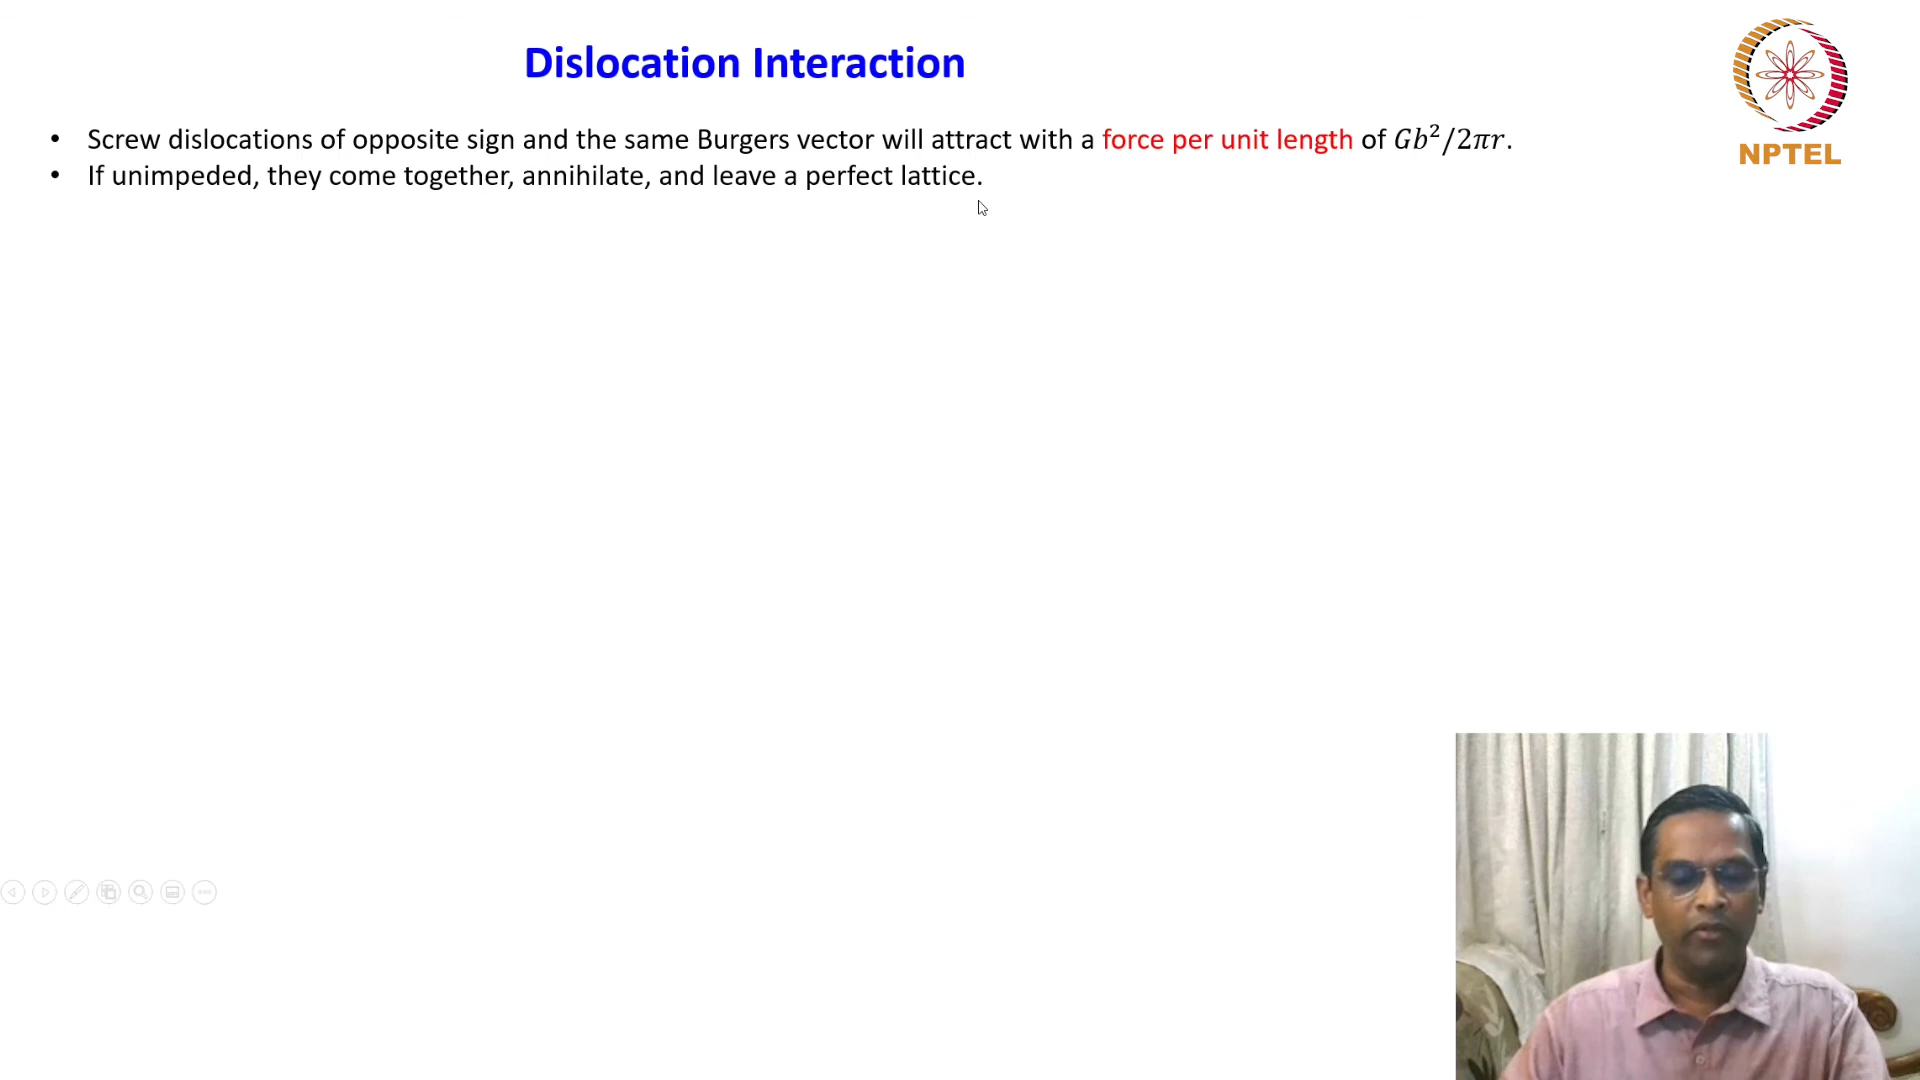 Dislocation Interaction
• Screw dislocations of opposite sign and the same Burgers vector will attract with a force per unit length of Gb²/2πr.
• If unimpeded, they come together, annihilate, and leave a perfect lattice.
NPTEL